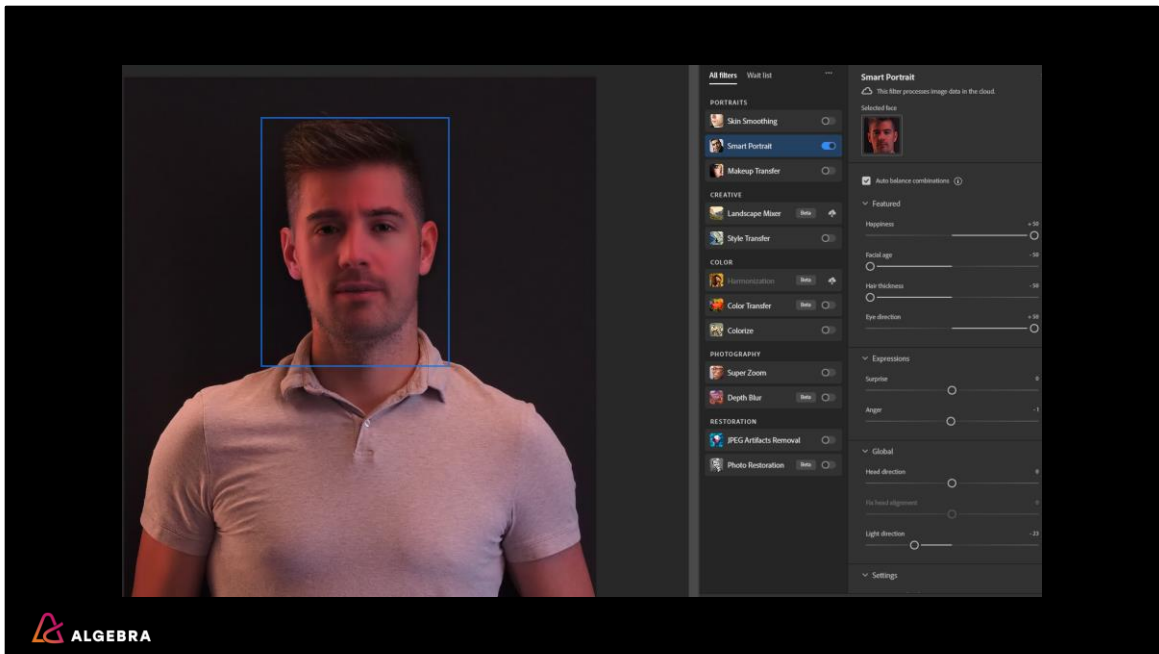 All filters Wait list
PORTRAITS
Skin Smoothing
Smart Portrait
Makeup Transfer
CREATIVE
Landscape Mixer Beta
Style Transfer
COLOR
Harmonization Beta
Color Transfer Beta
Colorize
PHOTOGRAPHY
Super Zoom
Depth Blur Beta
RESTORATION
JPEG Artifacts Removal
Photo Restoration Beta
Smart Portrait
This filter processes image data in the cloud.
Selected face
Auto balance combinations
Featured
Happiness +50
Facial age -50
Hair thickness -50
Eye direction +50
Expressions
Surprise 0
Anger -1
Global
Head direction 0
Fix head alignment 0
Light direction -23
Settings
ALGEBRA